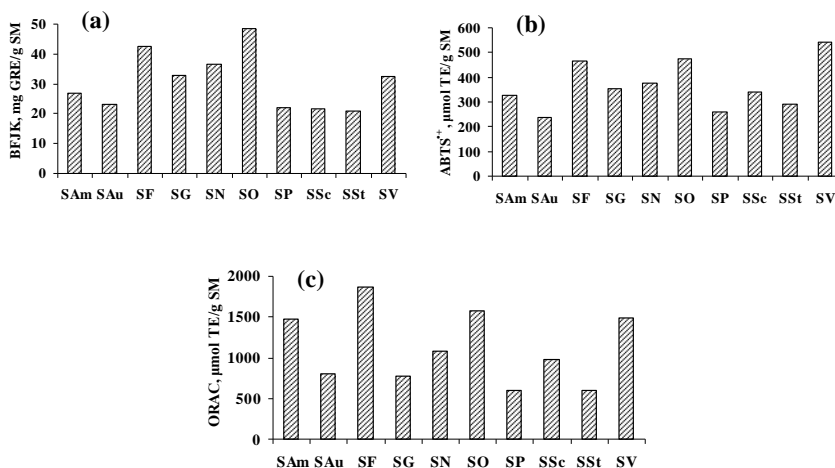 (a)
BFJK, mg GRE/g SM
50
40
30
20
10
0
SAm SAu SF SG SN SO SP SSc SSt SV
(b)
ABTS•+, μmol TE/g SM
600
500
400
300
200
100
0
SAm SAu SF SG SN SO SP SSc SSt SV
(c)
ORAC, μmol TE/g SM
2000
1500
1000
500
0
SAm SAu SF SG SN SO SP SSc SSt SV